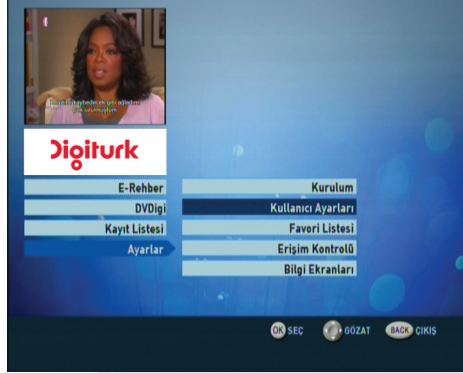 Digiturk
E-Rehber
DVDigi
Kayıt Listesi
Ayarlar
Kurulum
Kullanıcı Ayarları
Favori Listesi
Erişim Kontrolü
Bilgi Ekranları
OK SEÇ GÖZAT BACK ÇIKIŞ